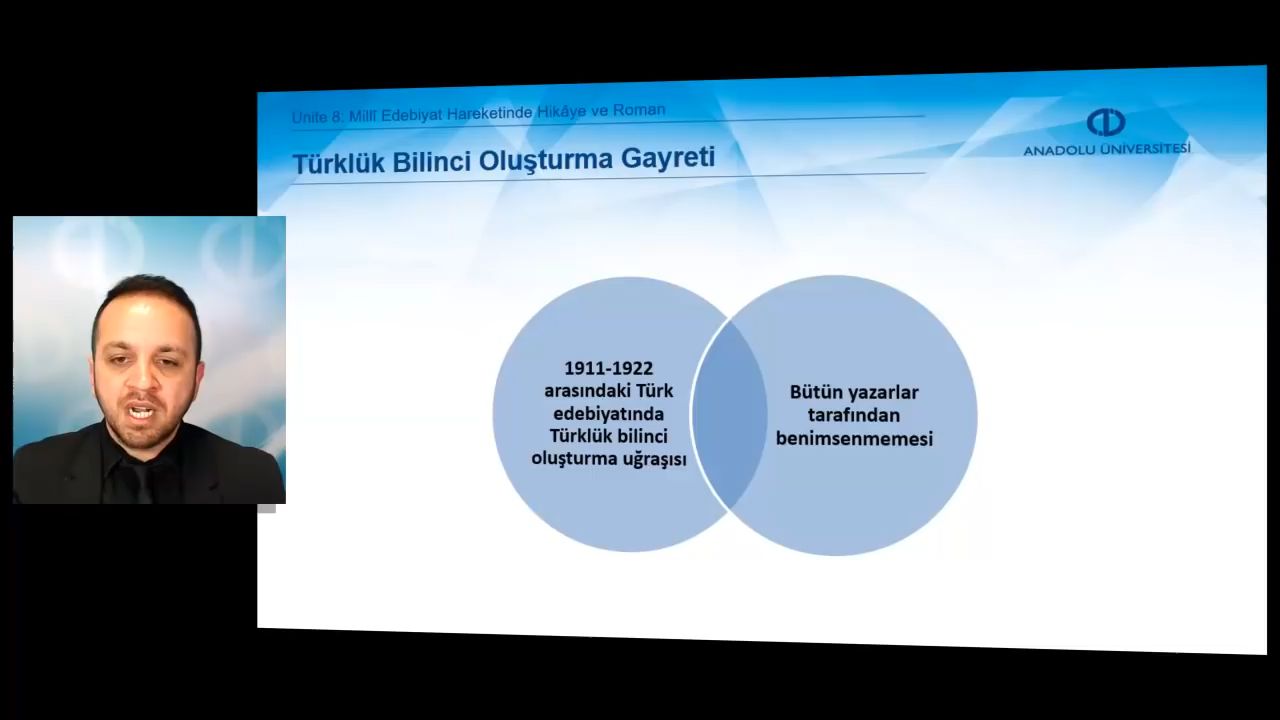 Ünite 8: Millî Edebiyat Hareketinde Hikâye ve Roman
Türklük Bilinci Oluşturma Gayreti
ANADOLU ÜNİVERSİTESİ
1911-1922
arasındaki Türk
edebiyatında
Türklük bilinci
oluşturma uğraşısı
Bütün yazarlar
tarafından
benimsenmemesi